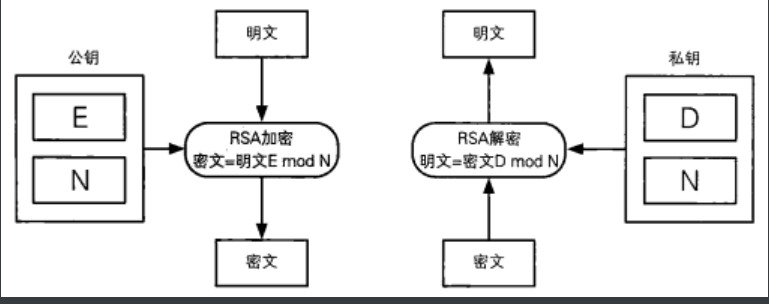 明文
明文
公钥
私钥
E
RSA加密
密文=明文E mod N
RSA解密
明文=密文D mod N
D
N
N
密文
密文